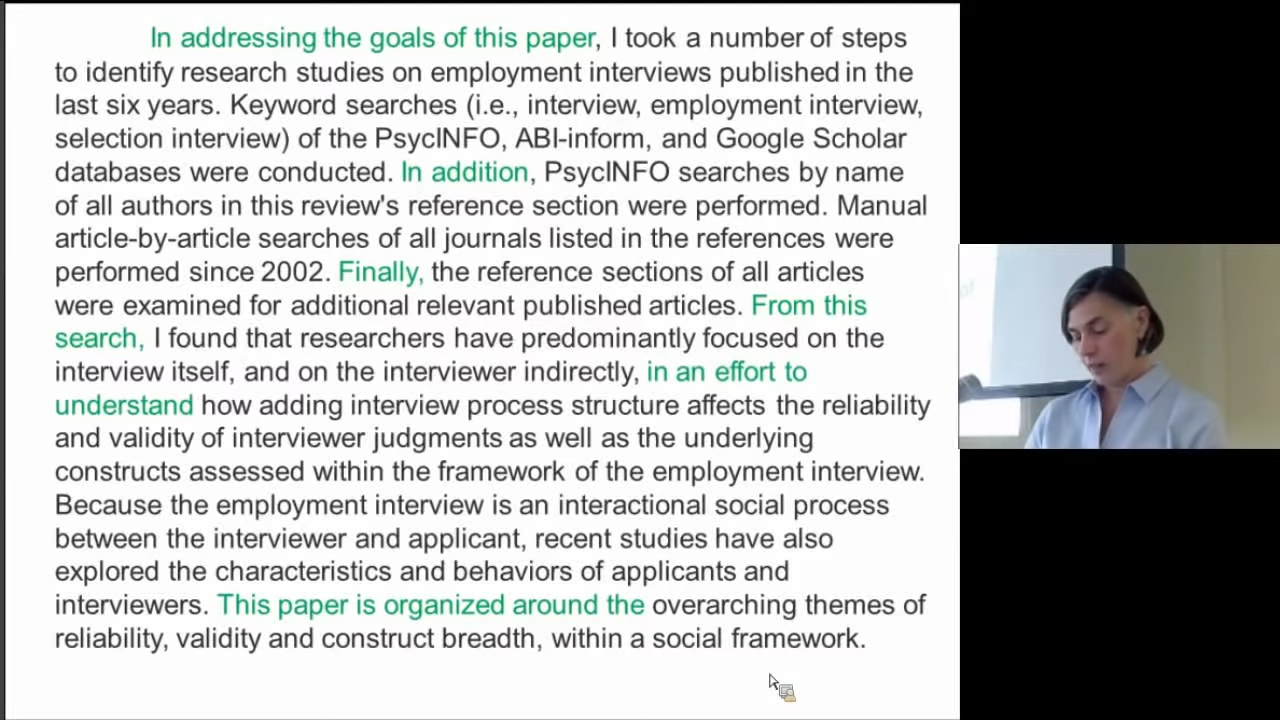 In addressing the goals of this paper, I took a number of steps
to identify research studies on employment interviews published in the
last six years. Keyword searches (i.e., interview, employment interview,
selection interview) of the PsycINFO, ABI-inform, and Google Scholar
databases were conducted. In addition, PsycINFO searches by name
of all authors in this review's reference section were performed. Manual
article-by-article searches of all journals listed in the references were
performed since 2002. Finally, the reference sections of all articles
were examined for additional relevant published articles. From this
search, I found that researchers have predominantly focused on the
interview itself, and on the interviewer indirectly, in an effort to
understand how adding interview process structure affects the reliability
and validity of interviewer judgments as well as the underlying
constructs assessed within the framework of the employment interview.
Because the employment interview is an interactional social process
between the interviewer and applicant, recent studies have also
explored the characteristics and behaviors of applicants and
interviewers. This paper is organized around the overarching themes of
reliability, validity and construct breadth, within a social framework.